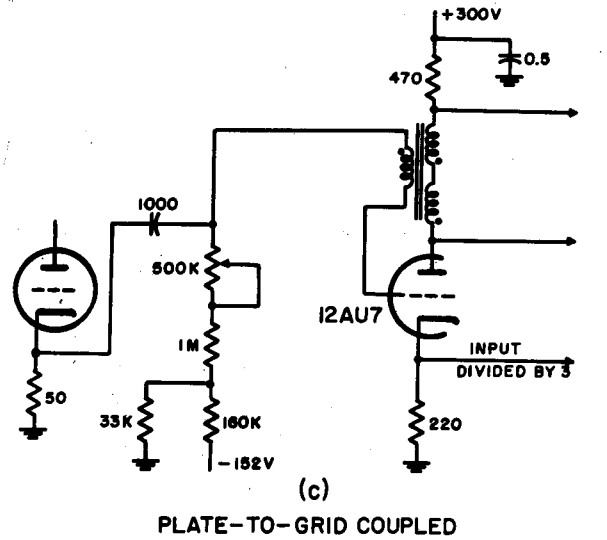 +300V
0.5
470
1000
500K
12AU7
1M
INPUT
DIVIDED BY 3
50
33K
160K
220
-152V
(c)
PLATE-TO-GRID COUPLED